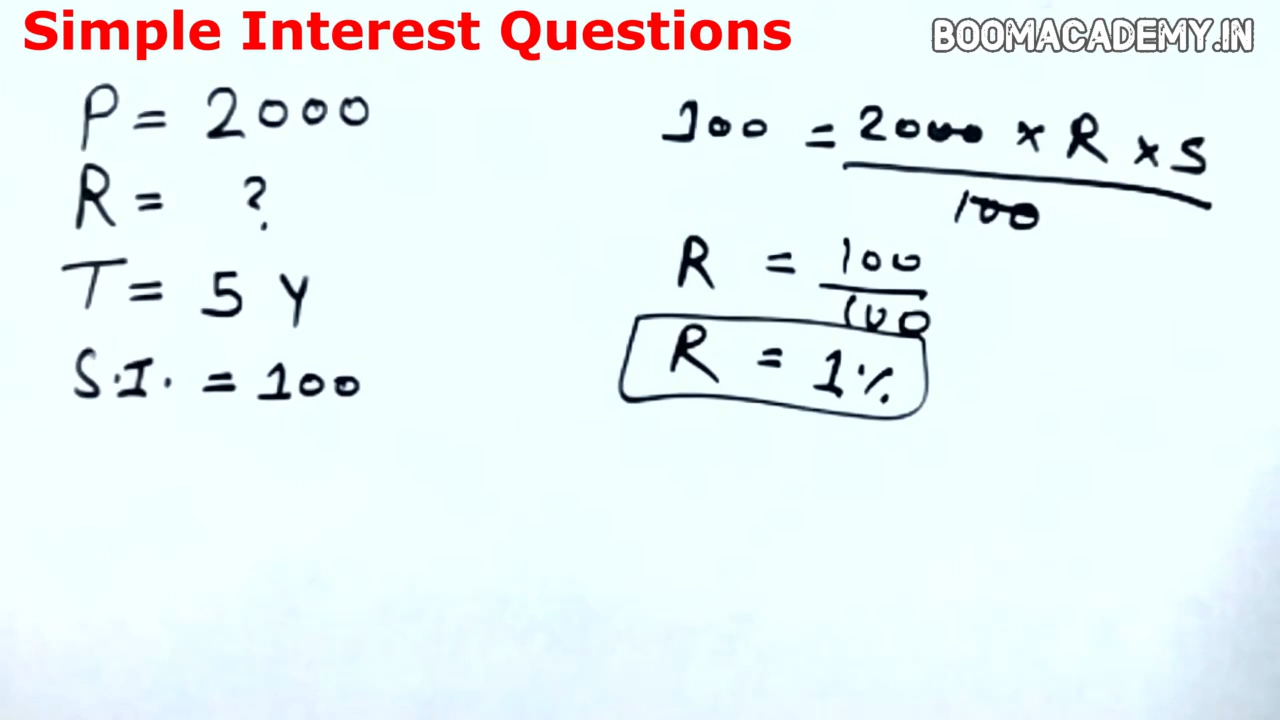 Simple Interest Questions
BOOMACADEMY.IN
P = 2000
R = ?
T = 5 Y
S.I. = 100
100 = 2000 × R × 5
100
R = 100
100
R = 1%